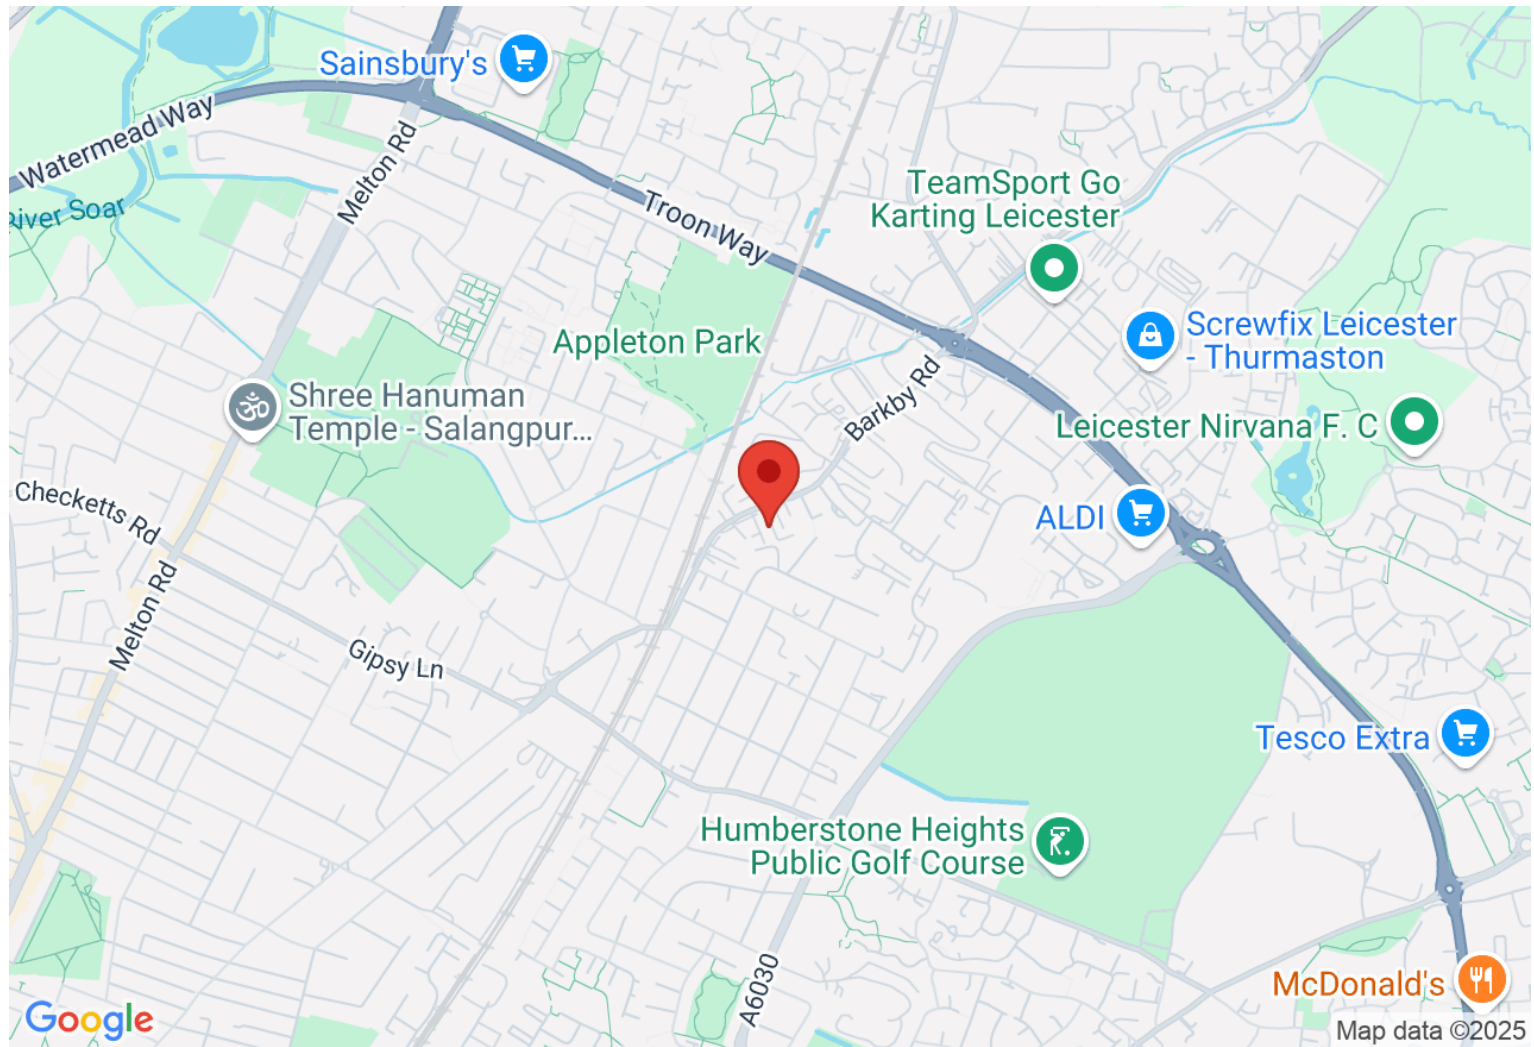 Sainsbury's
Watermead Way
Melton Rd
River Soar
Troon Way
TeamSport Go
Karting Leicester
Appleton Park
Screwfix Leicester
- Thurmaston
Barkby Rd
Shree Hanuman
Temple - Salangpur...
Leicester Nirvana F. C
Checketts Rd
ALDI
Melton Rd
Gipsy Ln
Tesco Extra
Humberstone Heights
Public Golf Course
A6030
McDonald's
Google
Map data ©2025